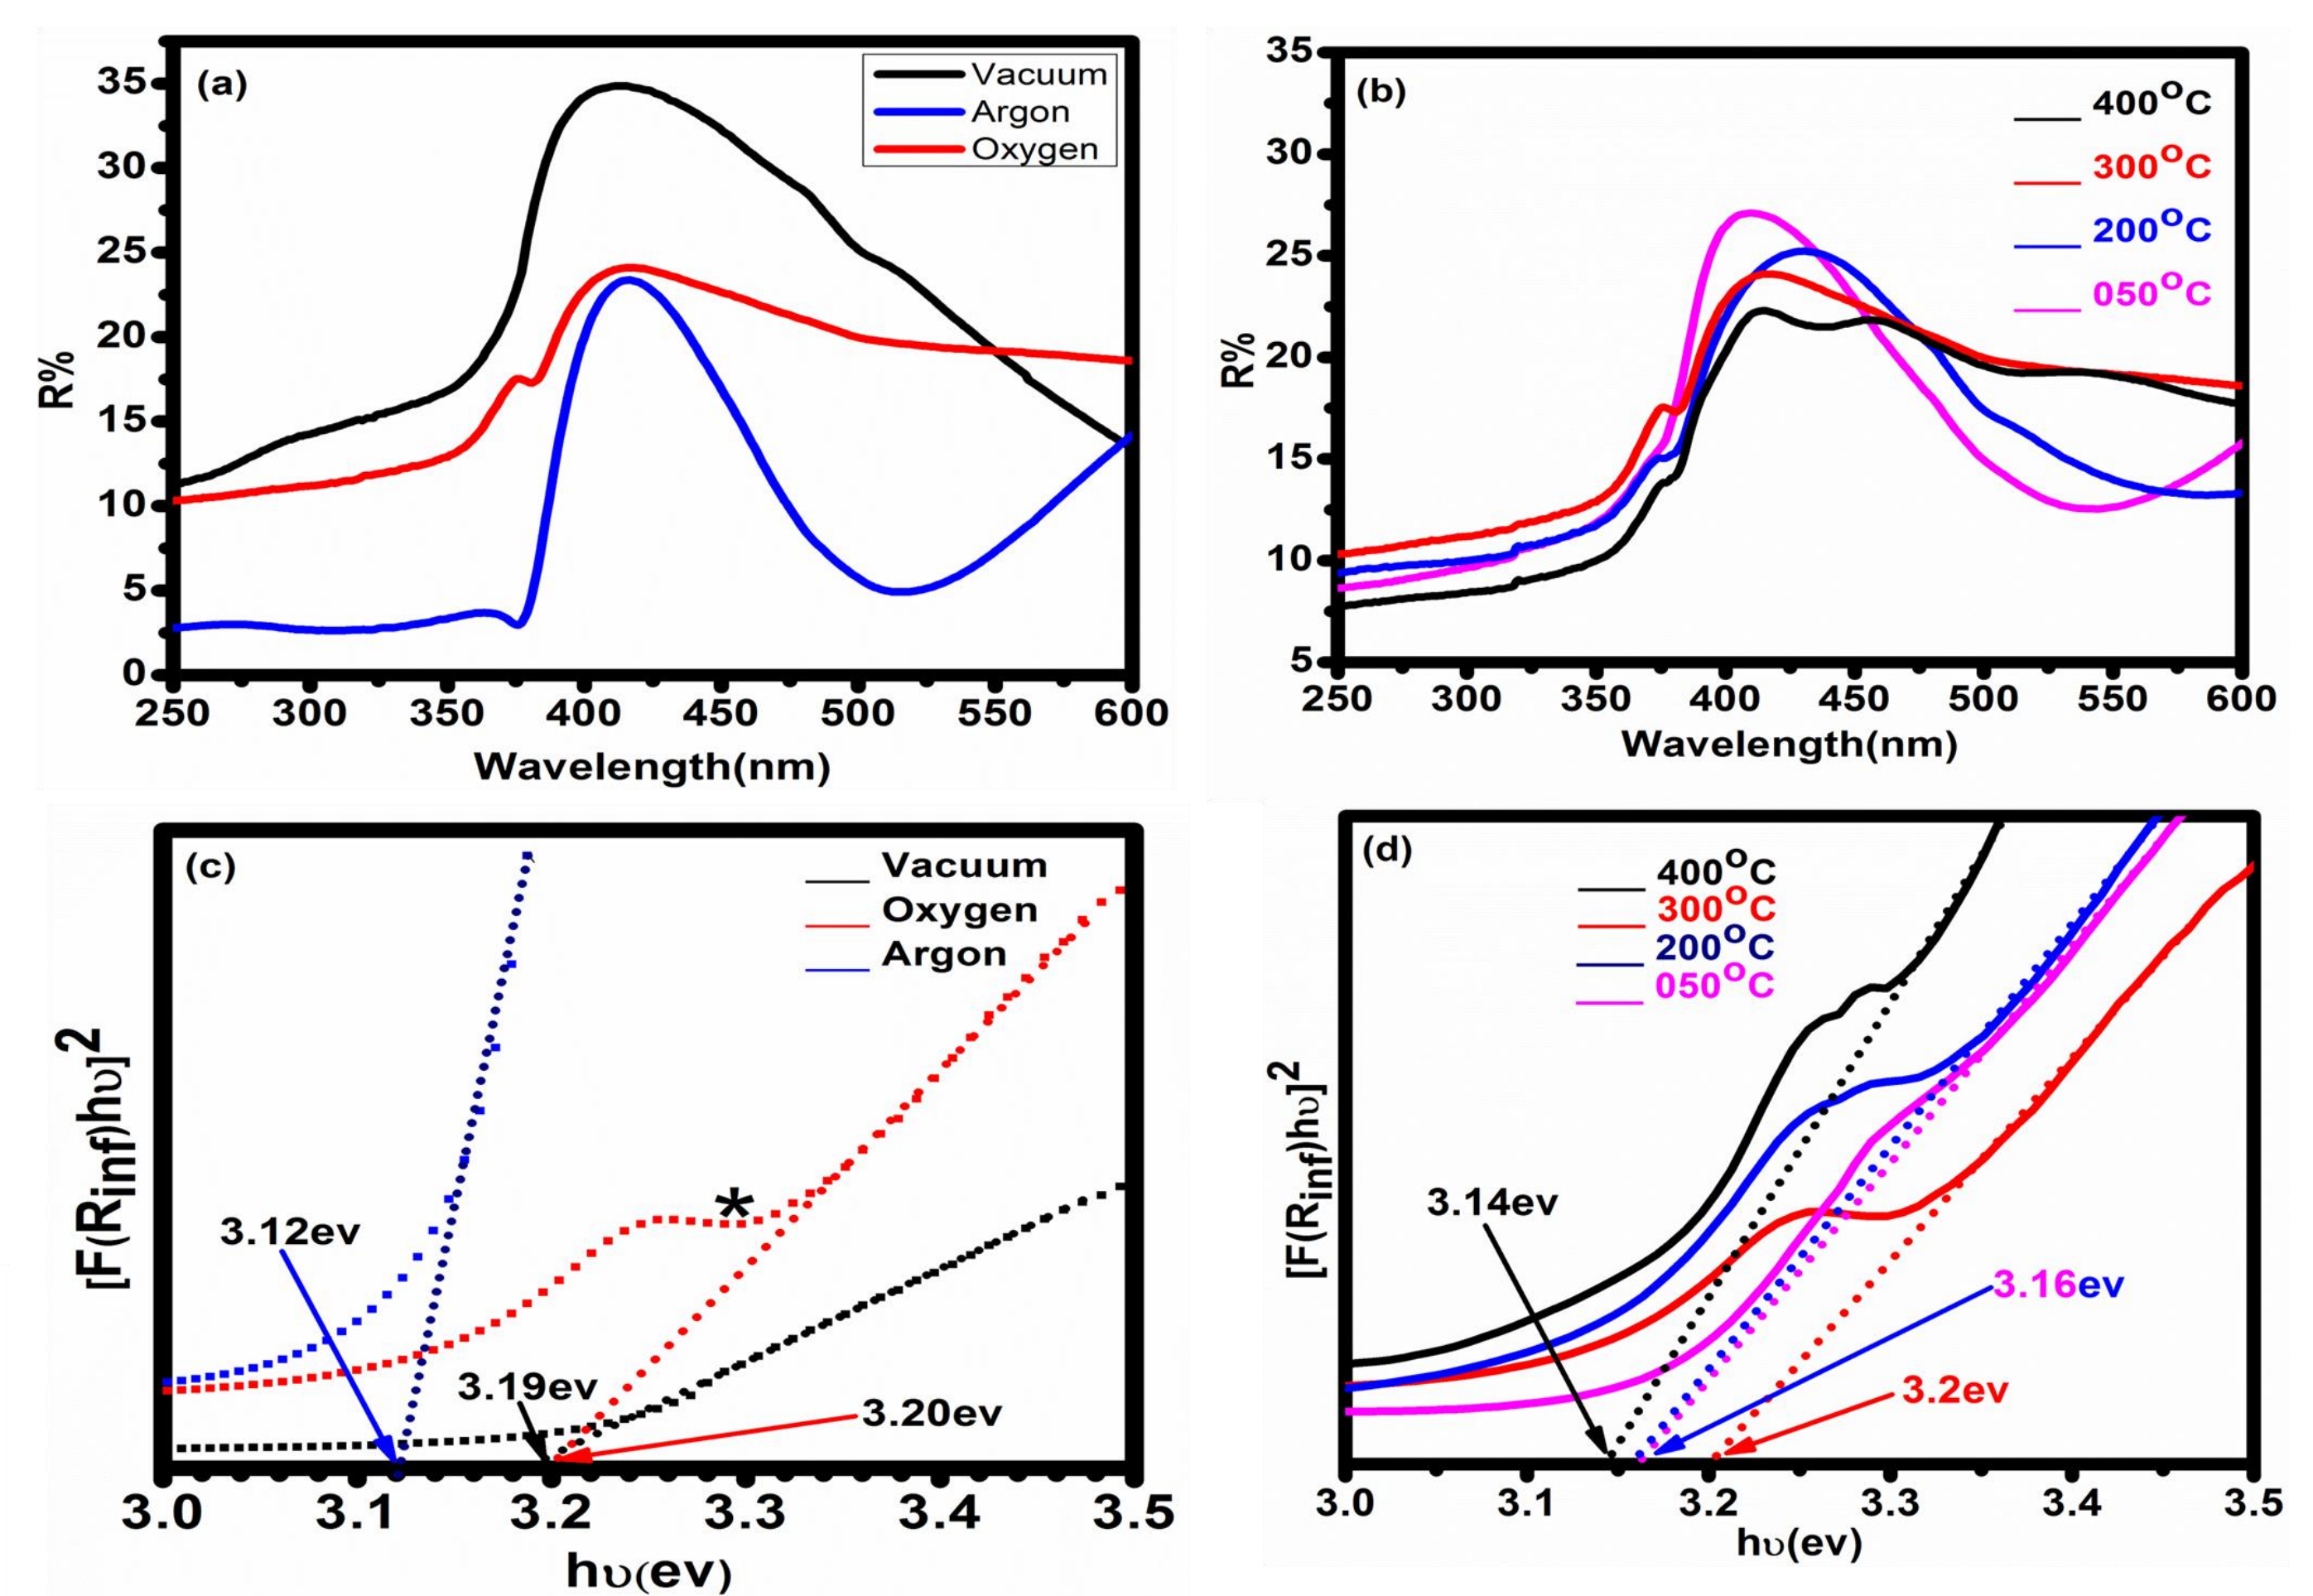 (a)
Vacuum
Argon
Oxygen
35
30
25
20
15
10
5
0
R%
250 300 350 400 450 500 550 600
Wavelength(nm)
(b)
400°C
300°C
200°C
050°C
35
30
25
20
15
10
5
R%
250 300 350 400 450 500 550 600
Wavelength(nm)
(c)
Vacuum
Oxygen
Argon
*
3.12ev
3.19ev
3.20ev
[F(Rinf)hυ]2
3.0 3.1 3.2 3.3 3.4 3.5
hυ(ev)
(d)
400°C
300°C
200°C
050°C
3.14ev
3.16ev
3.2ev
[F(Rinf)hυ]2
3.0 3.1 3.2 3.3 3.4 3.5
hυ(ev)